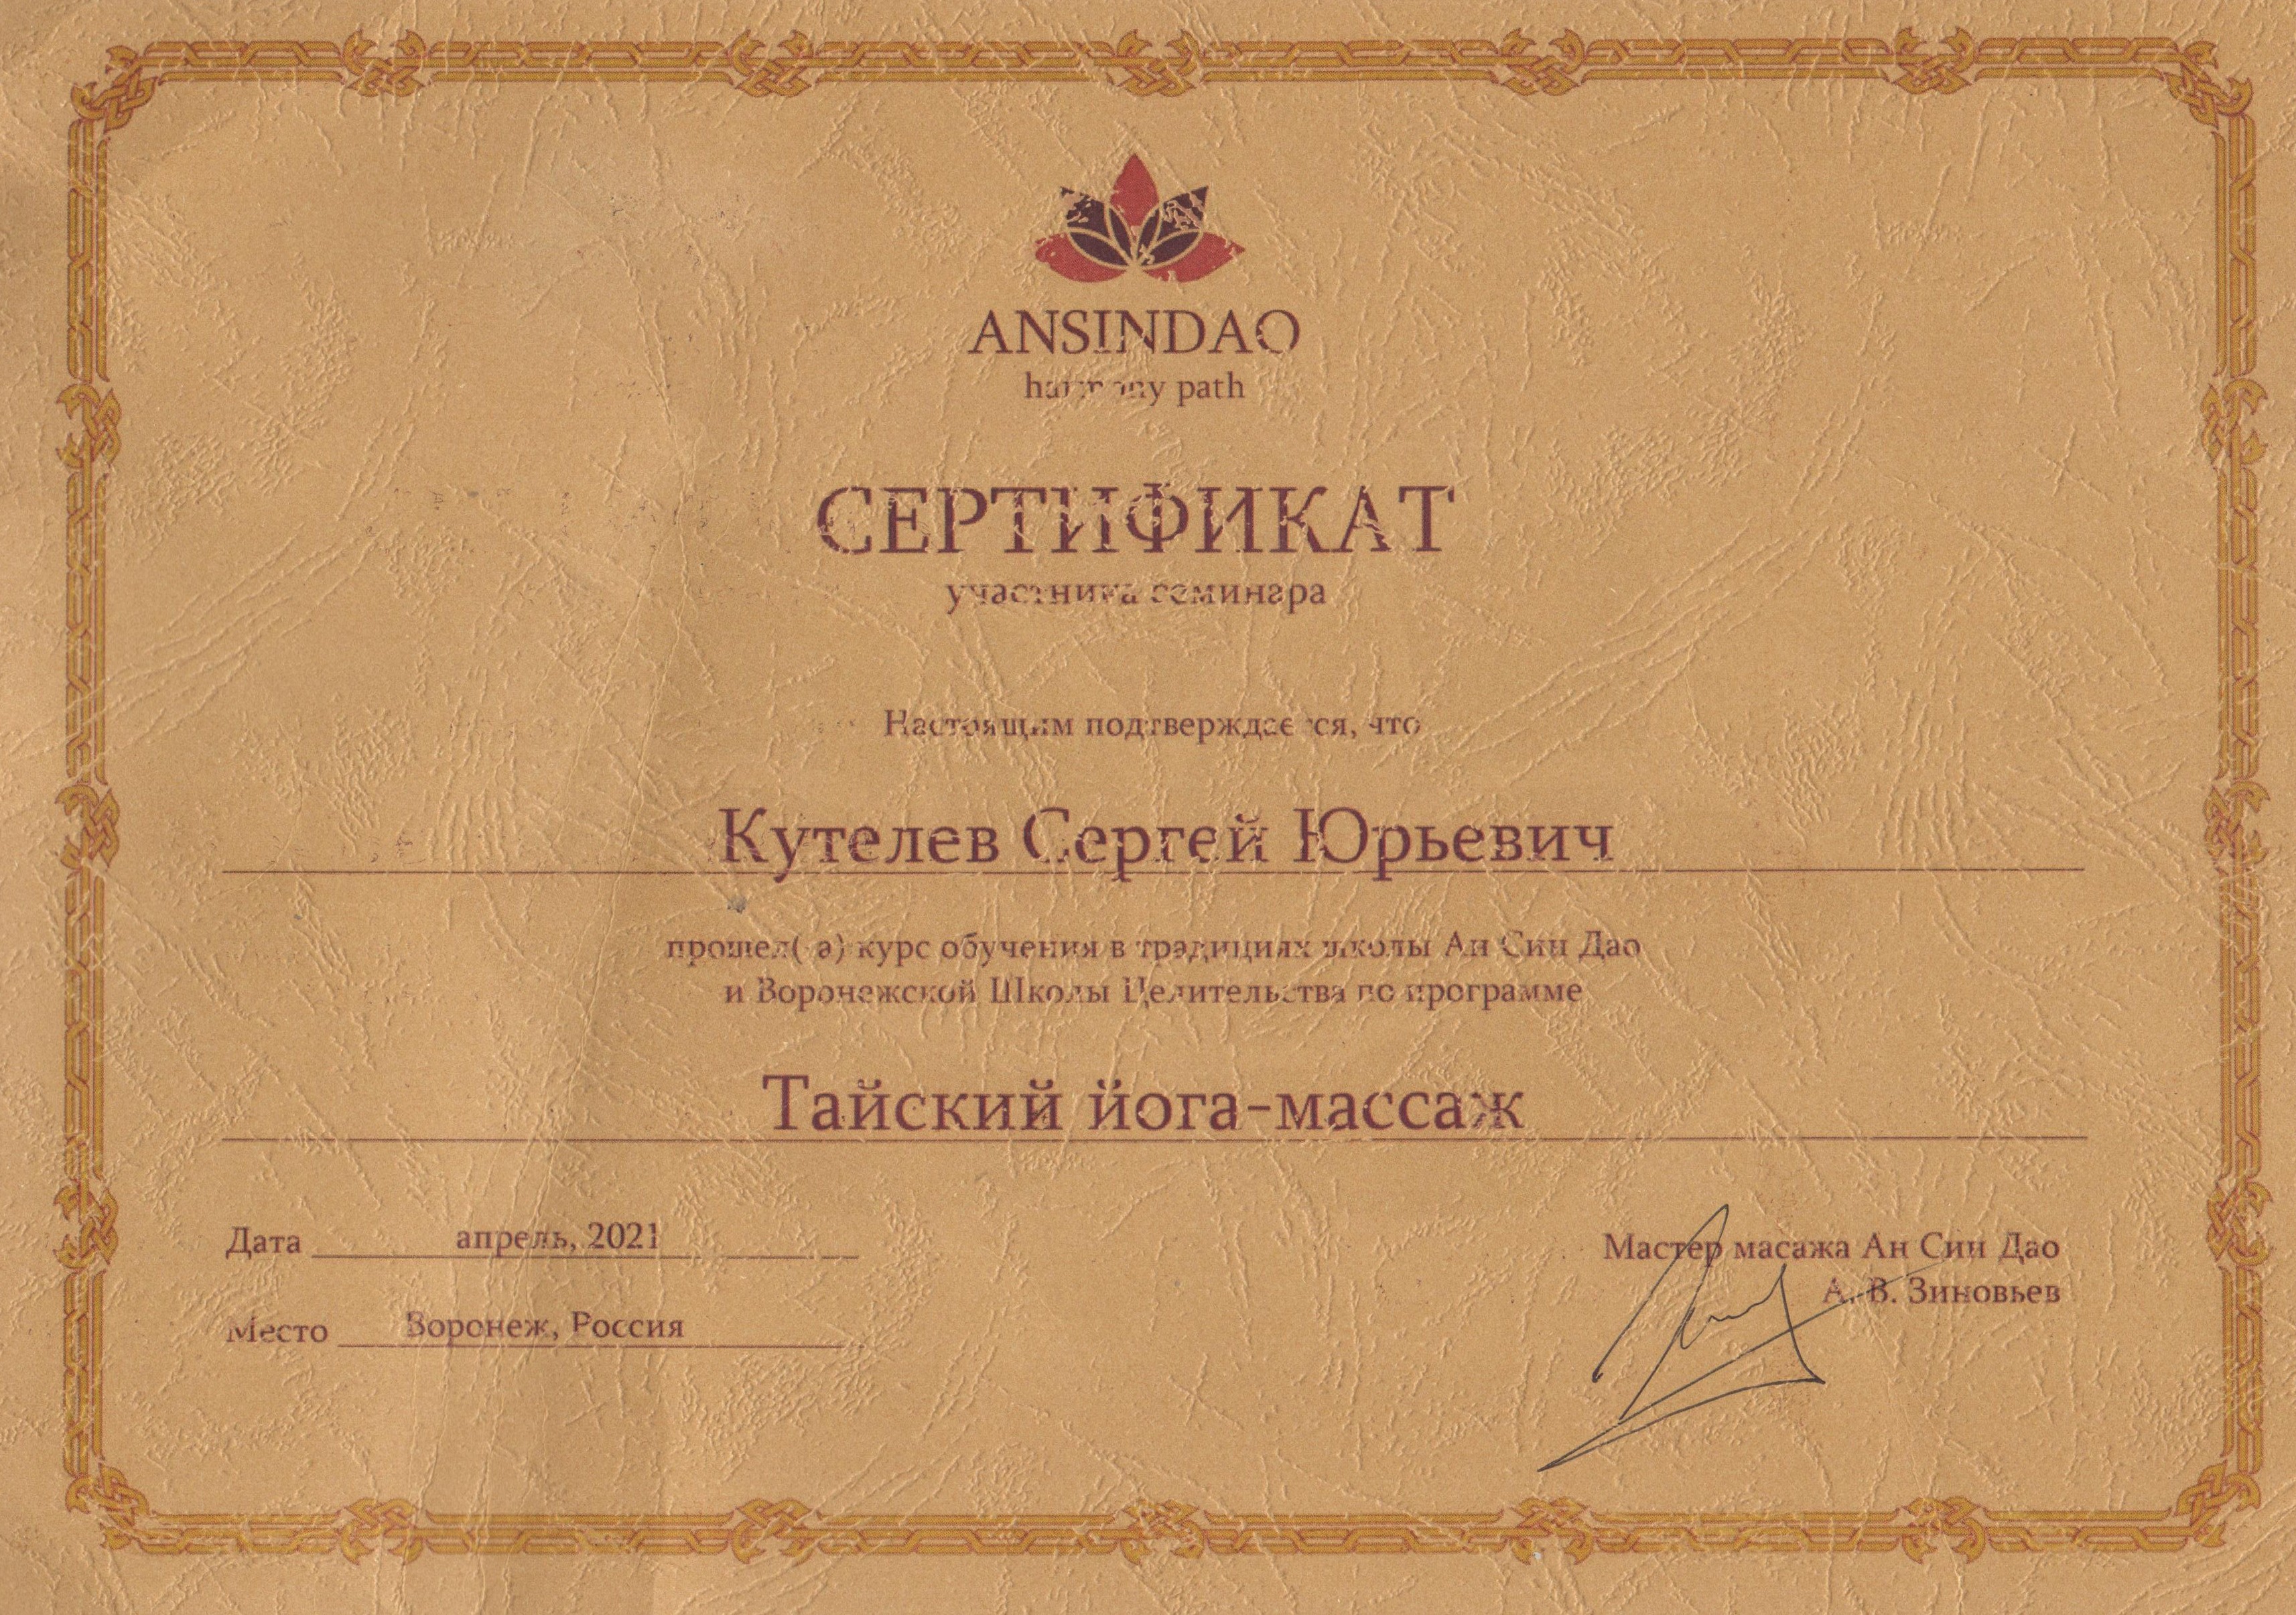 ANSINDAO
harmony path
СЕРТИФИКАТ
участника семинара
Настоящим подтверждается, что
Кутелев Сергей Юрьевич
прошел(-а) курс обучения в традициях школы Ан Син Дао
и Воронежской Школы Целительства по программе
Тайский йога-массаж
Дата апрель, 2021
Место Воронеж, Россия
Мастер масажа Ан Син Дао
А. В. Зиновьев